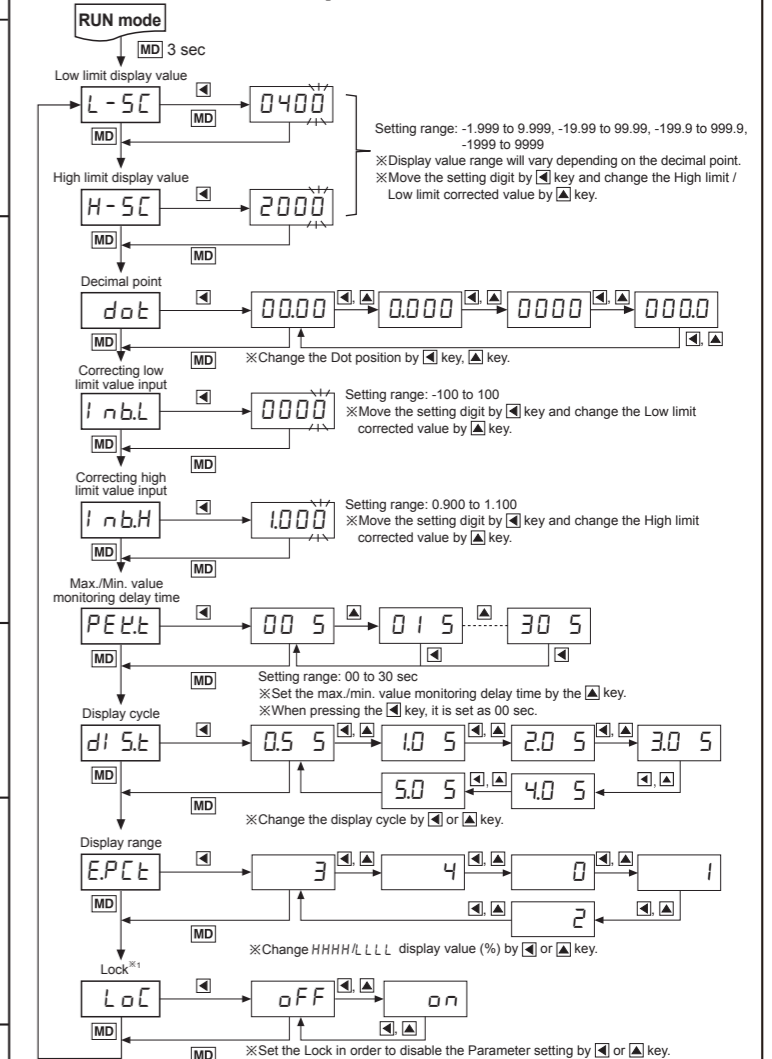 RUN mode
MD 3 sec
Low limit display value
L-SC ◀ 0400
MD MD
Setting range: -1.999 to 9.999, -19.99 to 99.99, -199.9 to 999.9,
-1999 to 9999
※Display value range will vary depending on the decimal point.
※Move the setting digit by ◀ key and change the High limit /
Low limit corrected value by ▲ key.
High limit display value
H-SC ◀ 2000
MD MD
Decimal point
dot ◀ 00.00 ◀, ▲ 0.000 ◀, ▲ 0000 ◀, ▲ 000.0
◀, ▲
MD MD ※Change the Dot position by ◀ key, ▲ key.
Correcting low
limit value input
Inb.L ◀ 0000
Setting range: -100 to 100
※Move the setting digit by ◀ key and change the Low limit
corrected value by ▲ key.
MD MD
Correcting high
limit value input
Inb.H ◀ 1.000
Setting range: 0.900 to 1.100
※Move the setting digit by ◀ key and change the High limit
corrected value by ▲ key.
MD MD
Max./Min. value
monitoring delay time
PEK.t ◀ 00 S ▲ 01 S ▲ 30 S
◀ ◀
MD MD
Setting range: 00 to 30 sec
※Set the max./min. value monitoring delay time by the ▲ key.
※When pressing the ◀ key, it is set as 00 sec.
Display cycle
dIS.t ◀ 0.5 S ◀, ▲ 1.0 S ◀, ▲ 2.0 S ◀, ▲ 3.0 S
5.0 S ◀, ▲ 4.0 S ◀, ▲
MD MD
※Change the display cycle by ◀ or ▲ key.
Display range
E.PCt ◀ 3 ◀, ▲ 4 ◀, ▲ 0 ◀, ▲ 1
◀, ▲ 2 ◀, ▲
MD MD
※Change HHHH/LLLL display value (%) by ◀ or ▲ key.
Lock※1
LoC ◀ oFF ◀, ▲ on
◀, ▲
MD MD ※Set the Lock in order to disable the Parameter setting by ◀ or ▲ key.